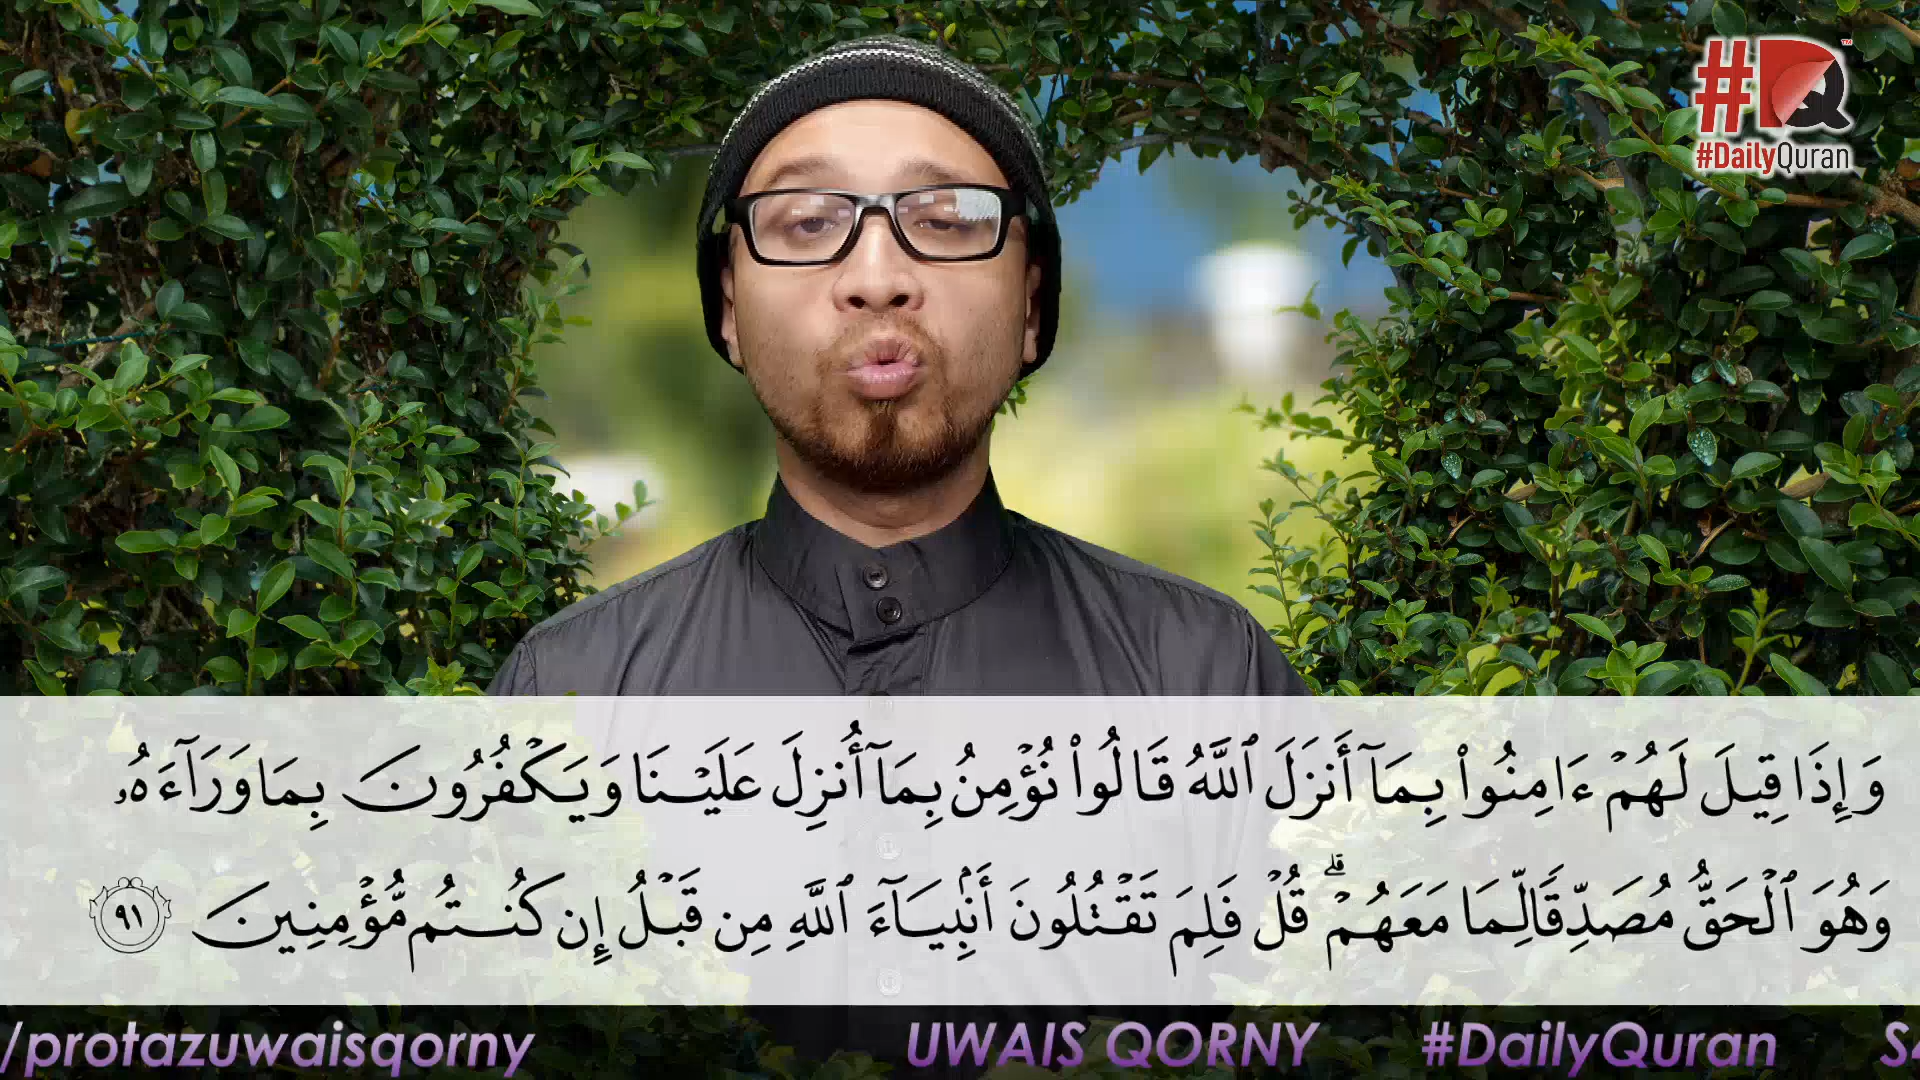 #Q™
#DailyQuran
وَإِذَا قِيلَ لَهُمْ ءَامِنُوا۟ بِمَآ أَنزَلَ ٱللَّهُ قَالُوا۟ نُؤْمِنُ بِمَآ أُنزِلَ عَلَيْنَا وَيَكْفُرُونَ بِمَا وَرَآءَهُۥ
وَهُوَ ٱلْحَقُّ مُصَدِّقًا لِّمَا مَعَهُمْ ۗ قُلْ فَلِمَ تَقْتُلُونَ أَنۢبِيَآءَ ٱللَّهِ مِن قَبْلُ إِن كُنتُم مُّؤْمِنِينَ ٩١
/protazuwaisqorny UWAIS QORNY #DailyQuran